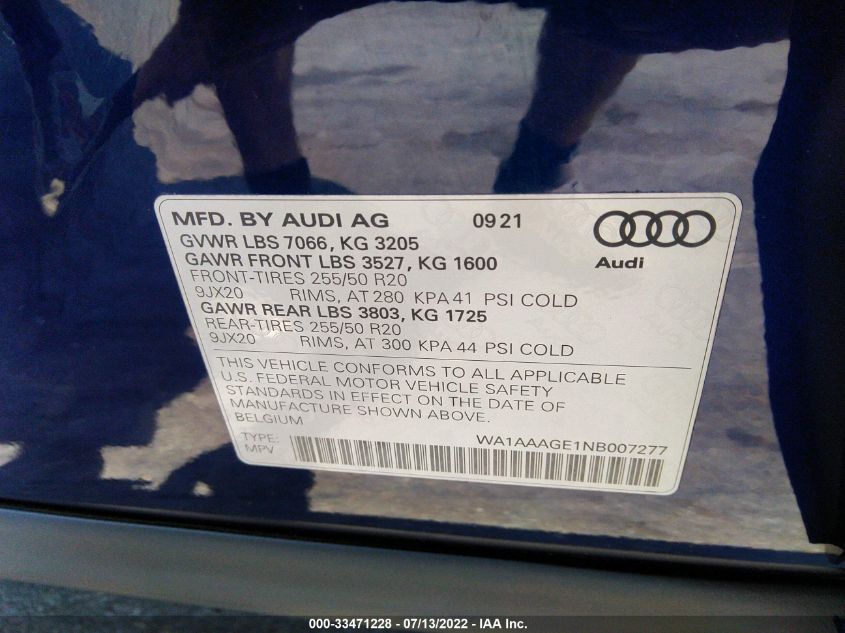 MFD. BY AUDI AG 09 21
GVWR LBS 7066, KG 3205
GAWR FRONT LBS 3527, KG 1600
FRONT-TIRES 255/50 R20
9JX20 RIMS, AT 280 KPA 41 PSI COLD
GAWR REAR LBS 3803, KG 1725
REAR-TIRES 255/50 R20
9JX20 RIMS, AT 300 KPA 44 PSI COLD
Audi
THIS VEHICLE CONFORMS TO ALL APPLICABLE
U.S. FEDERAL MOTOR VEHICLE SAFETY
STANDARDS IN EFFECT ON THE DATE OF
MANUFACTURE SHOWN ABOVE.
BELGIUM
TYPE: WA1AAAGE1NB007277
MPV
000-33471228 - 07/13/2022 - IAA Inc.